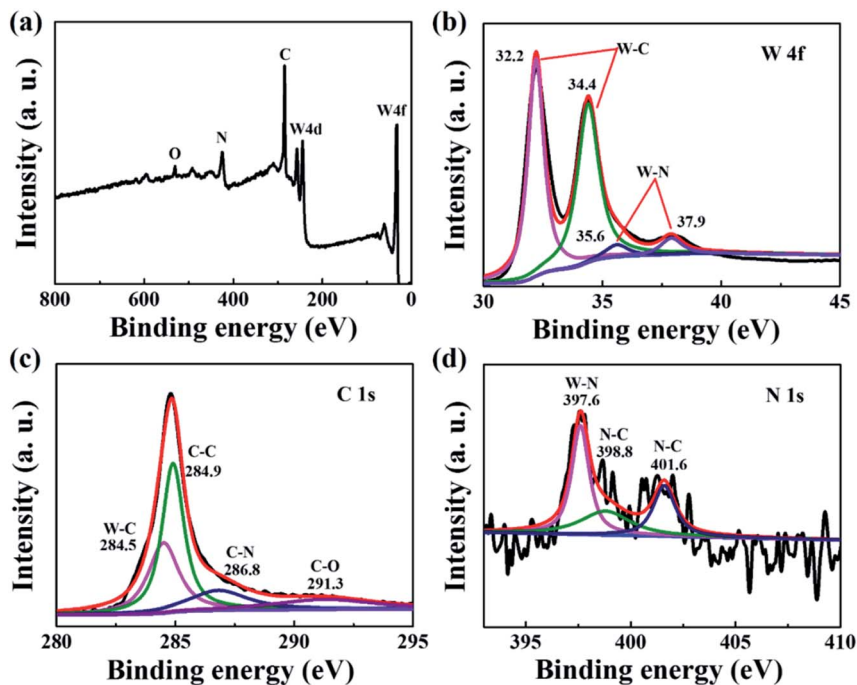 (a)
Intensity (a. u.)
O
N
C
W4d
W4f
800
600
400
200
0
Binding energy (eV)
(b)
Intensity (a. u.)
W 4f
32.2
W-C
34.4
W-N
35.6
37.9
30
35
40
45
Binding energy (eV)
(c)
Intensity (a. u.)
C 1s
C-C
284.9
W-C
284.5
C-N
286.8
C-O
291.3
280
285
290
295
Binding energy (eV)
(d)
Intensity (a. u.)
N 1s
W-N
397.6
N-C
398.8
N-C
401.6
395
400
405
410
Binding energy (eV)